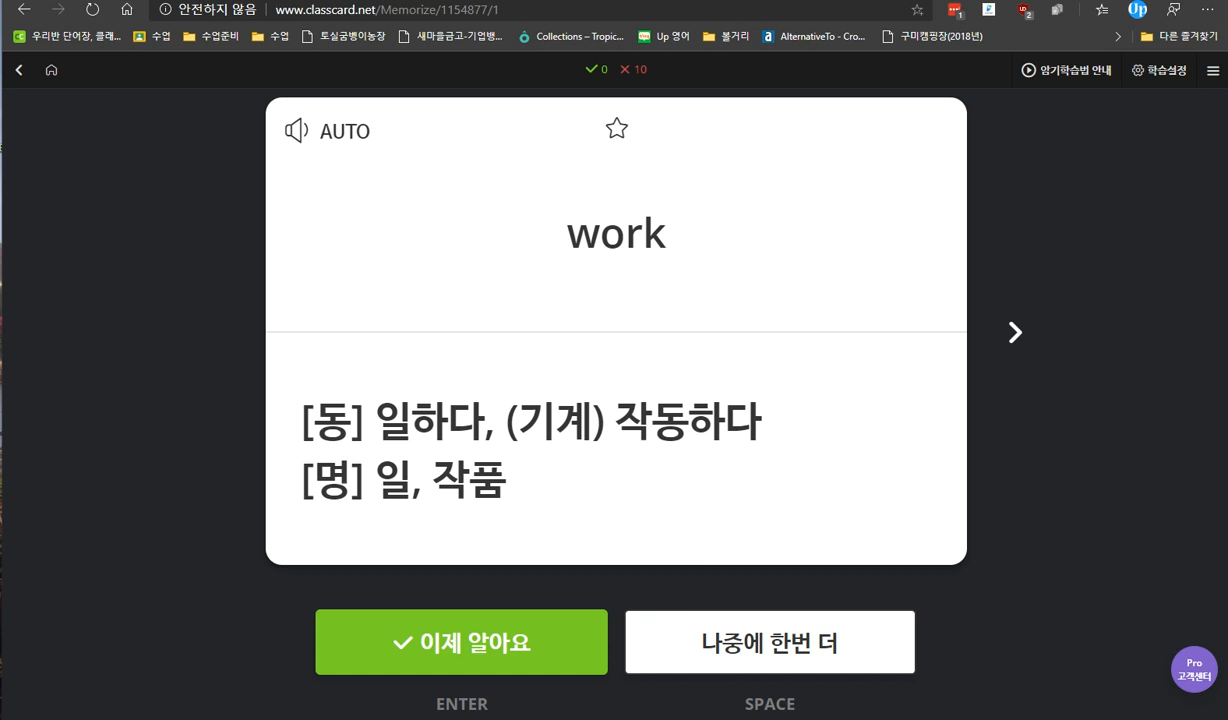 안전하지 않음 | www.classcard.net/Memorize/1154877/1
Up
우리반 단어장, 클래... 수업 수업준비 수업 토실굼벵이농장 새마을금고-기업뱅... Collections – Tropic... Up 영어 볼거리 AlternativeTo - Cro... 구미캠핑장(2018년) 다른 즐겨찾기
0 10 암기학습법 안내 학습설정
AUTO
work
[동] 일하다, (기계) 작동하다
[명] 일, 작품
이제 알아요 나중에 한번 더
ENTER SPACE
Pro
고객센터